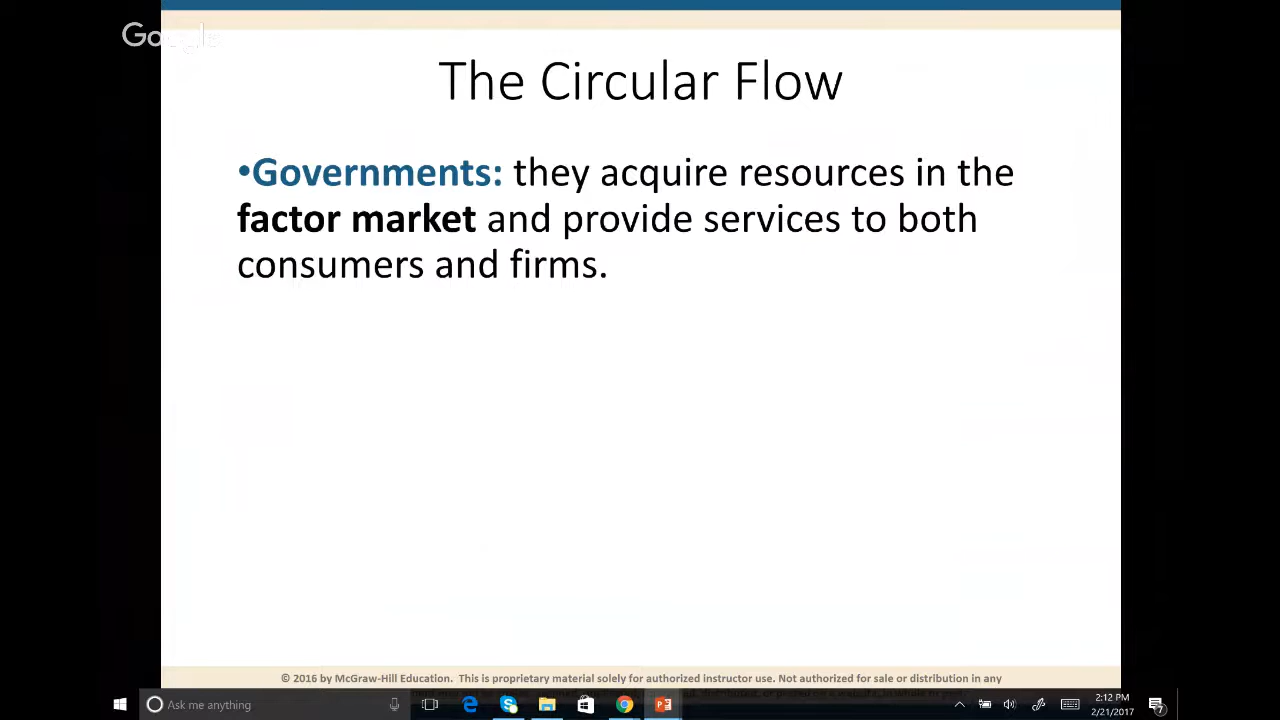 Google
The Circular Flow
•Governments: they acquire resources in the
factor market and provide services to both
consumers and firms.
© 2016 by McGraw-Hill Education. This is proprietary material solely for authorized instructor use. Not authorized for sale or distribution in any
Ask me anything
2:12 PM
2/21/2017